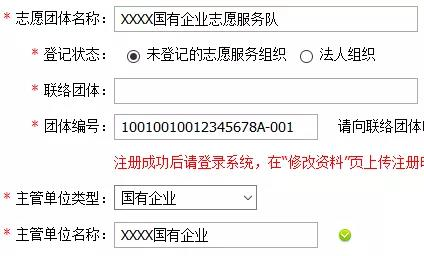 * 志愿团体名称: XXXX国有企业志愿服务队
* 登记状态: 未登记的志愿服务组织 法人组织
* 联络团体:
* 团体编号: 10010010012345678A-001 请向联络团体
注册成功后请登录系统，在“修改资料”页上传注册
* 主管单位类型: 国有企业
* 主管单位名称: XXXX国有企业